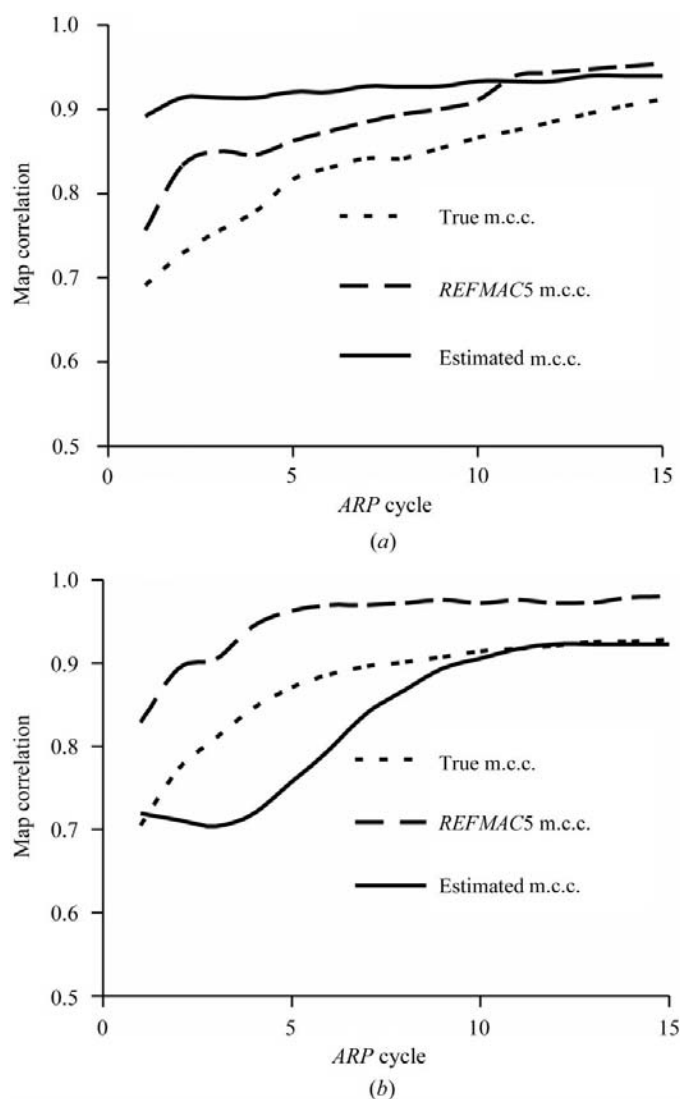 1.0
0.9
0.8
0.7
0.6
0.5
Map correlation
True m.c.c.
REFMAC5 m.c.c.
Estimated m.c.c.
0
5
10
15
ARP cycle
(a)
1.0
0.9
0.8
0.7
0.6
0.5
Map correlation
True m.c.c.
REFMAC5 m.c.c.
Estimated m.c.c.
0
5
10
15
ARP cycle
(b)